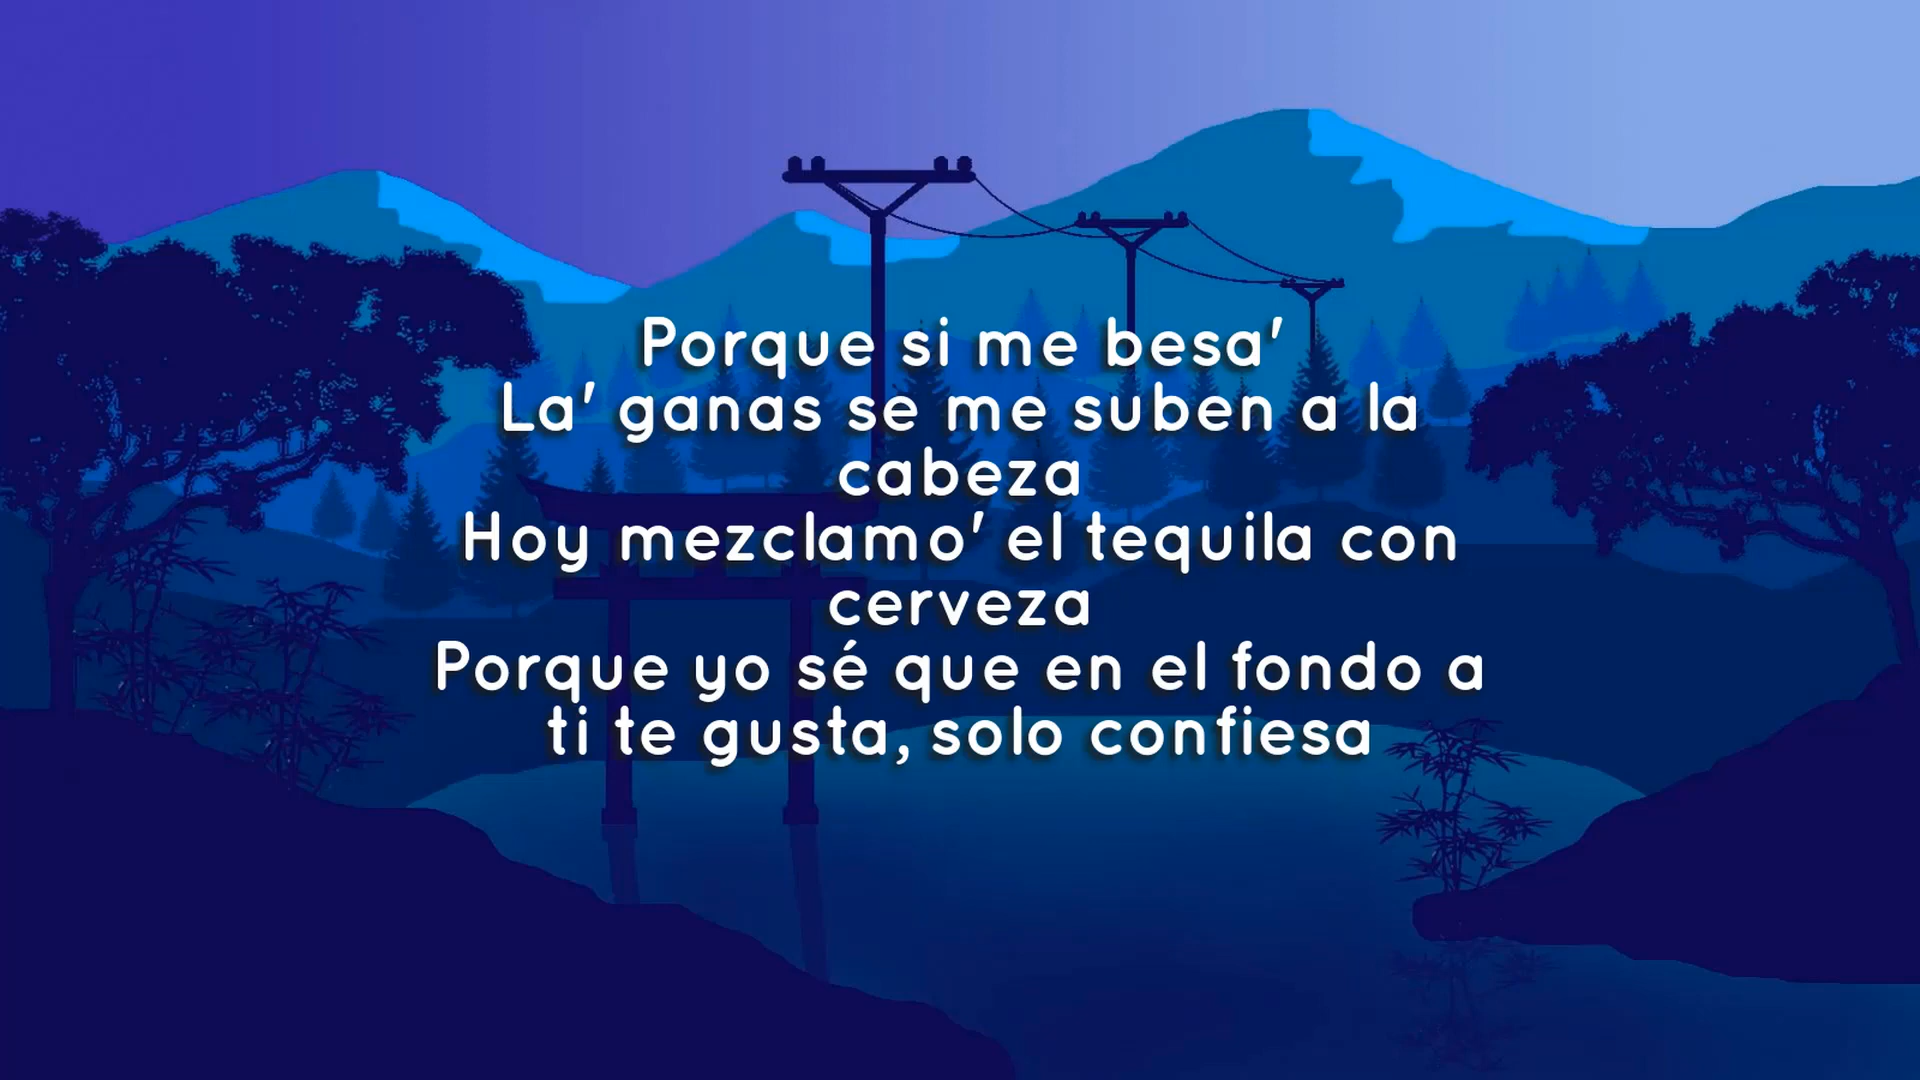 Porque si me besa'
La' ganas se me suben a la
cabeza
Hoy mezclamo' el tequila con
cerveza
Porque yo sé que en el fondo a
ti te gusta, solo confiesa